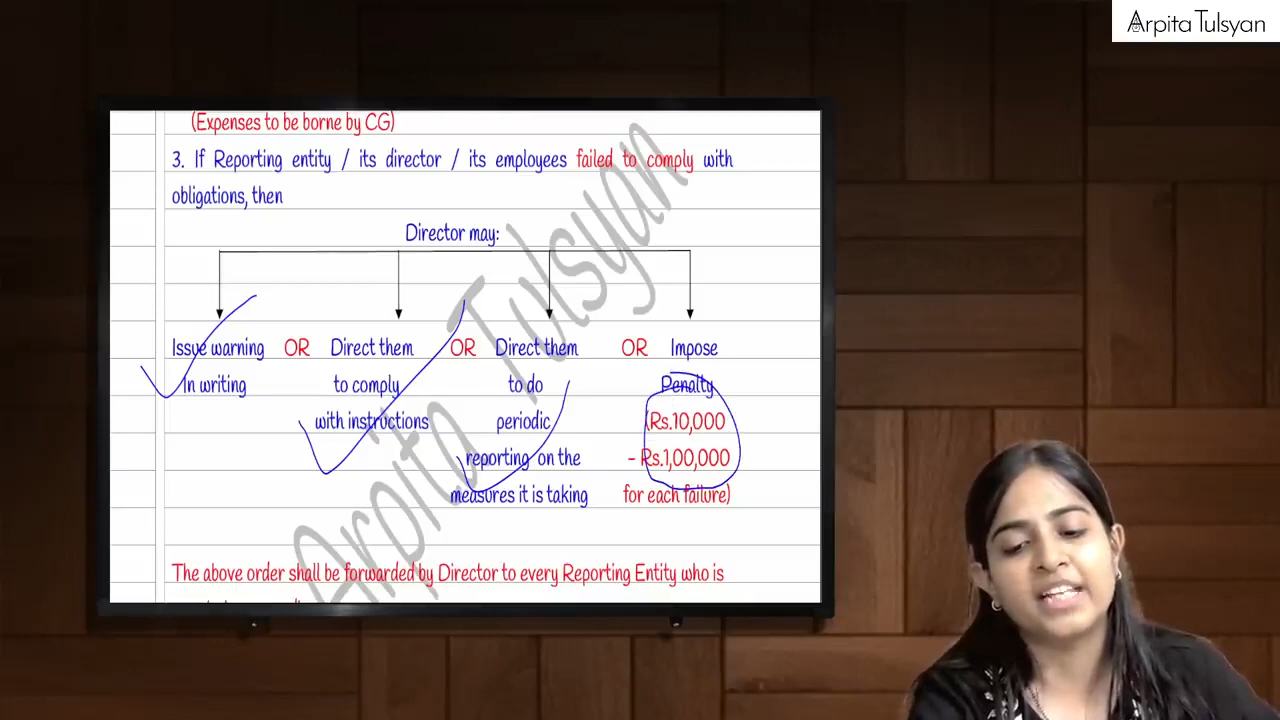 Arpita Tulsyan
(Expenses to be borne by CG)
3. If Reporting entity / its director / its employees failed to comply with
obligations, then
Director may:
Issue warning OR Direct them OR Direct them OR Impose
In writing to comply to do Penalty
with instructions periodic (Rs.10,000
reporting on the - Rs.1,00,000
measures it is taking for each failure)
The above order shall be forwarded by Director to every Reporting Entity who is
Arpita Tulsyan